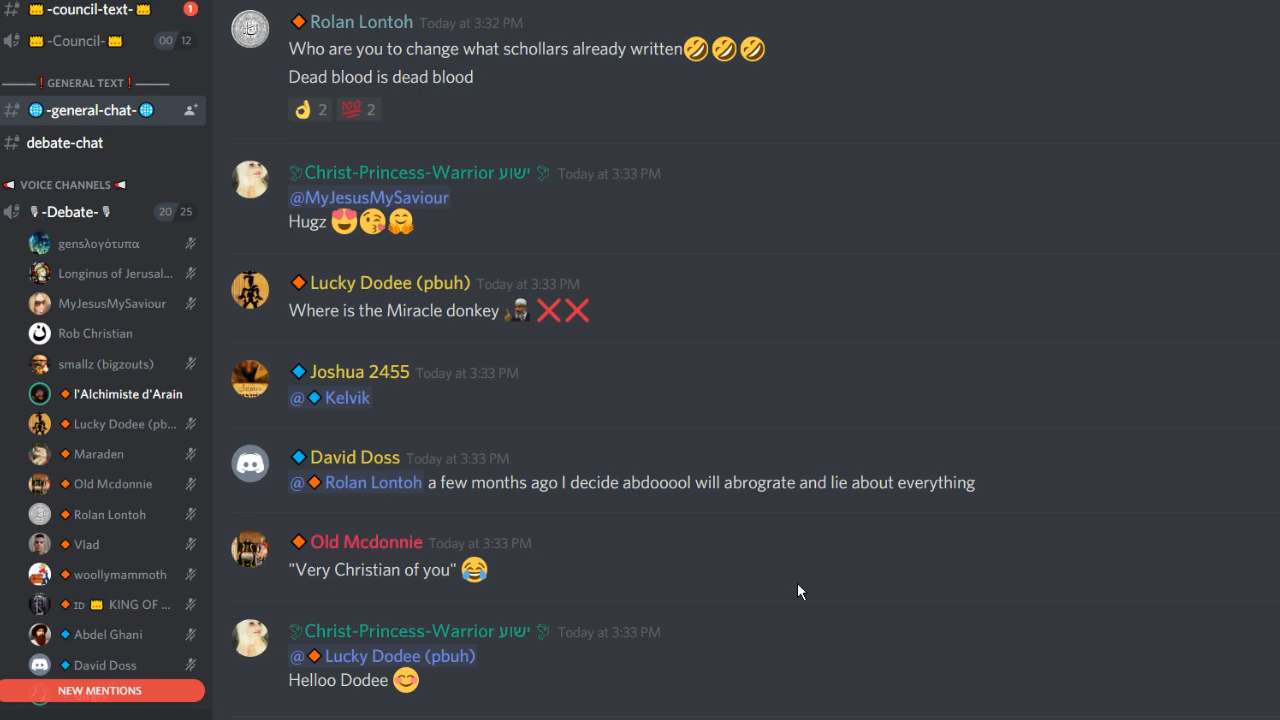 -council-text-
1
-Council-
00 12
GENERAL TEXT
-general-chat-
debate-chat
VOICE CHANNELS
-Debate-
20 25
gensλογότυπα
Longinus of Jerusal...
MyJesusMySaviour
Rob Christian
smallz (bigzouts)
l'Alchimiste d'Arain
Lucky Dodee (pb...
Maraden
Old Mcdonnie
Rolan Lontoh
Vlad
woollymammoth
ID 👑 KING OF ...
Abdel Ghani
David Doss
NEW MENTIONS
Rolan Lontoh Today at 3:32 PM
Who are you to change what schollars already written🤣🤣🤣
Dead blood is dead blood
👌 2 💯 2
🕊Christ-Princess-Warrior ישוע 🕊 Today at 3:33 PM
@MyJesusMySaviour
Hugz 😍😘🤗
Lucky Dodee (pbuh) Today at 3:33 PM
Where is the Miracle donkey ❌❌
Joshua 2455 Today at 3:33 PM
@🔹Kelvik
David Doss Today at 3:33 PM
@🔸Rolan Lontoh a few months ago I decide abdooool will abrograte and lie about everything
Old Mcdonnie Today at 3:33 PM
"Very Christian of you" 😂
🕊Christ-Princess-Warrior ישוע 🕊 Today at 3:33 PM
@🔸Lucky Dodee (pbuh)
Helloo Dodee 😊